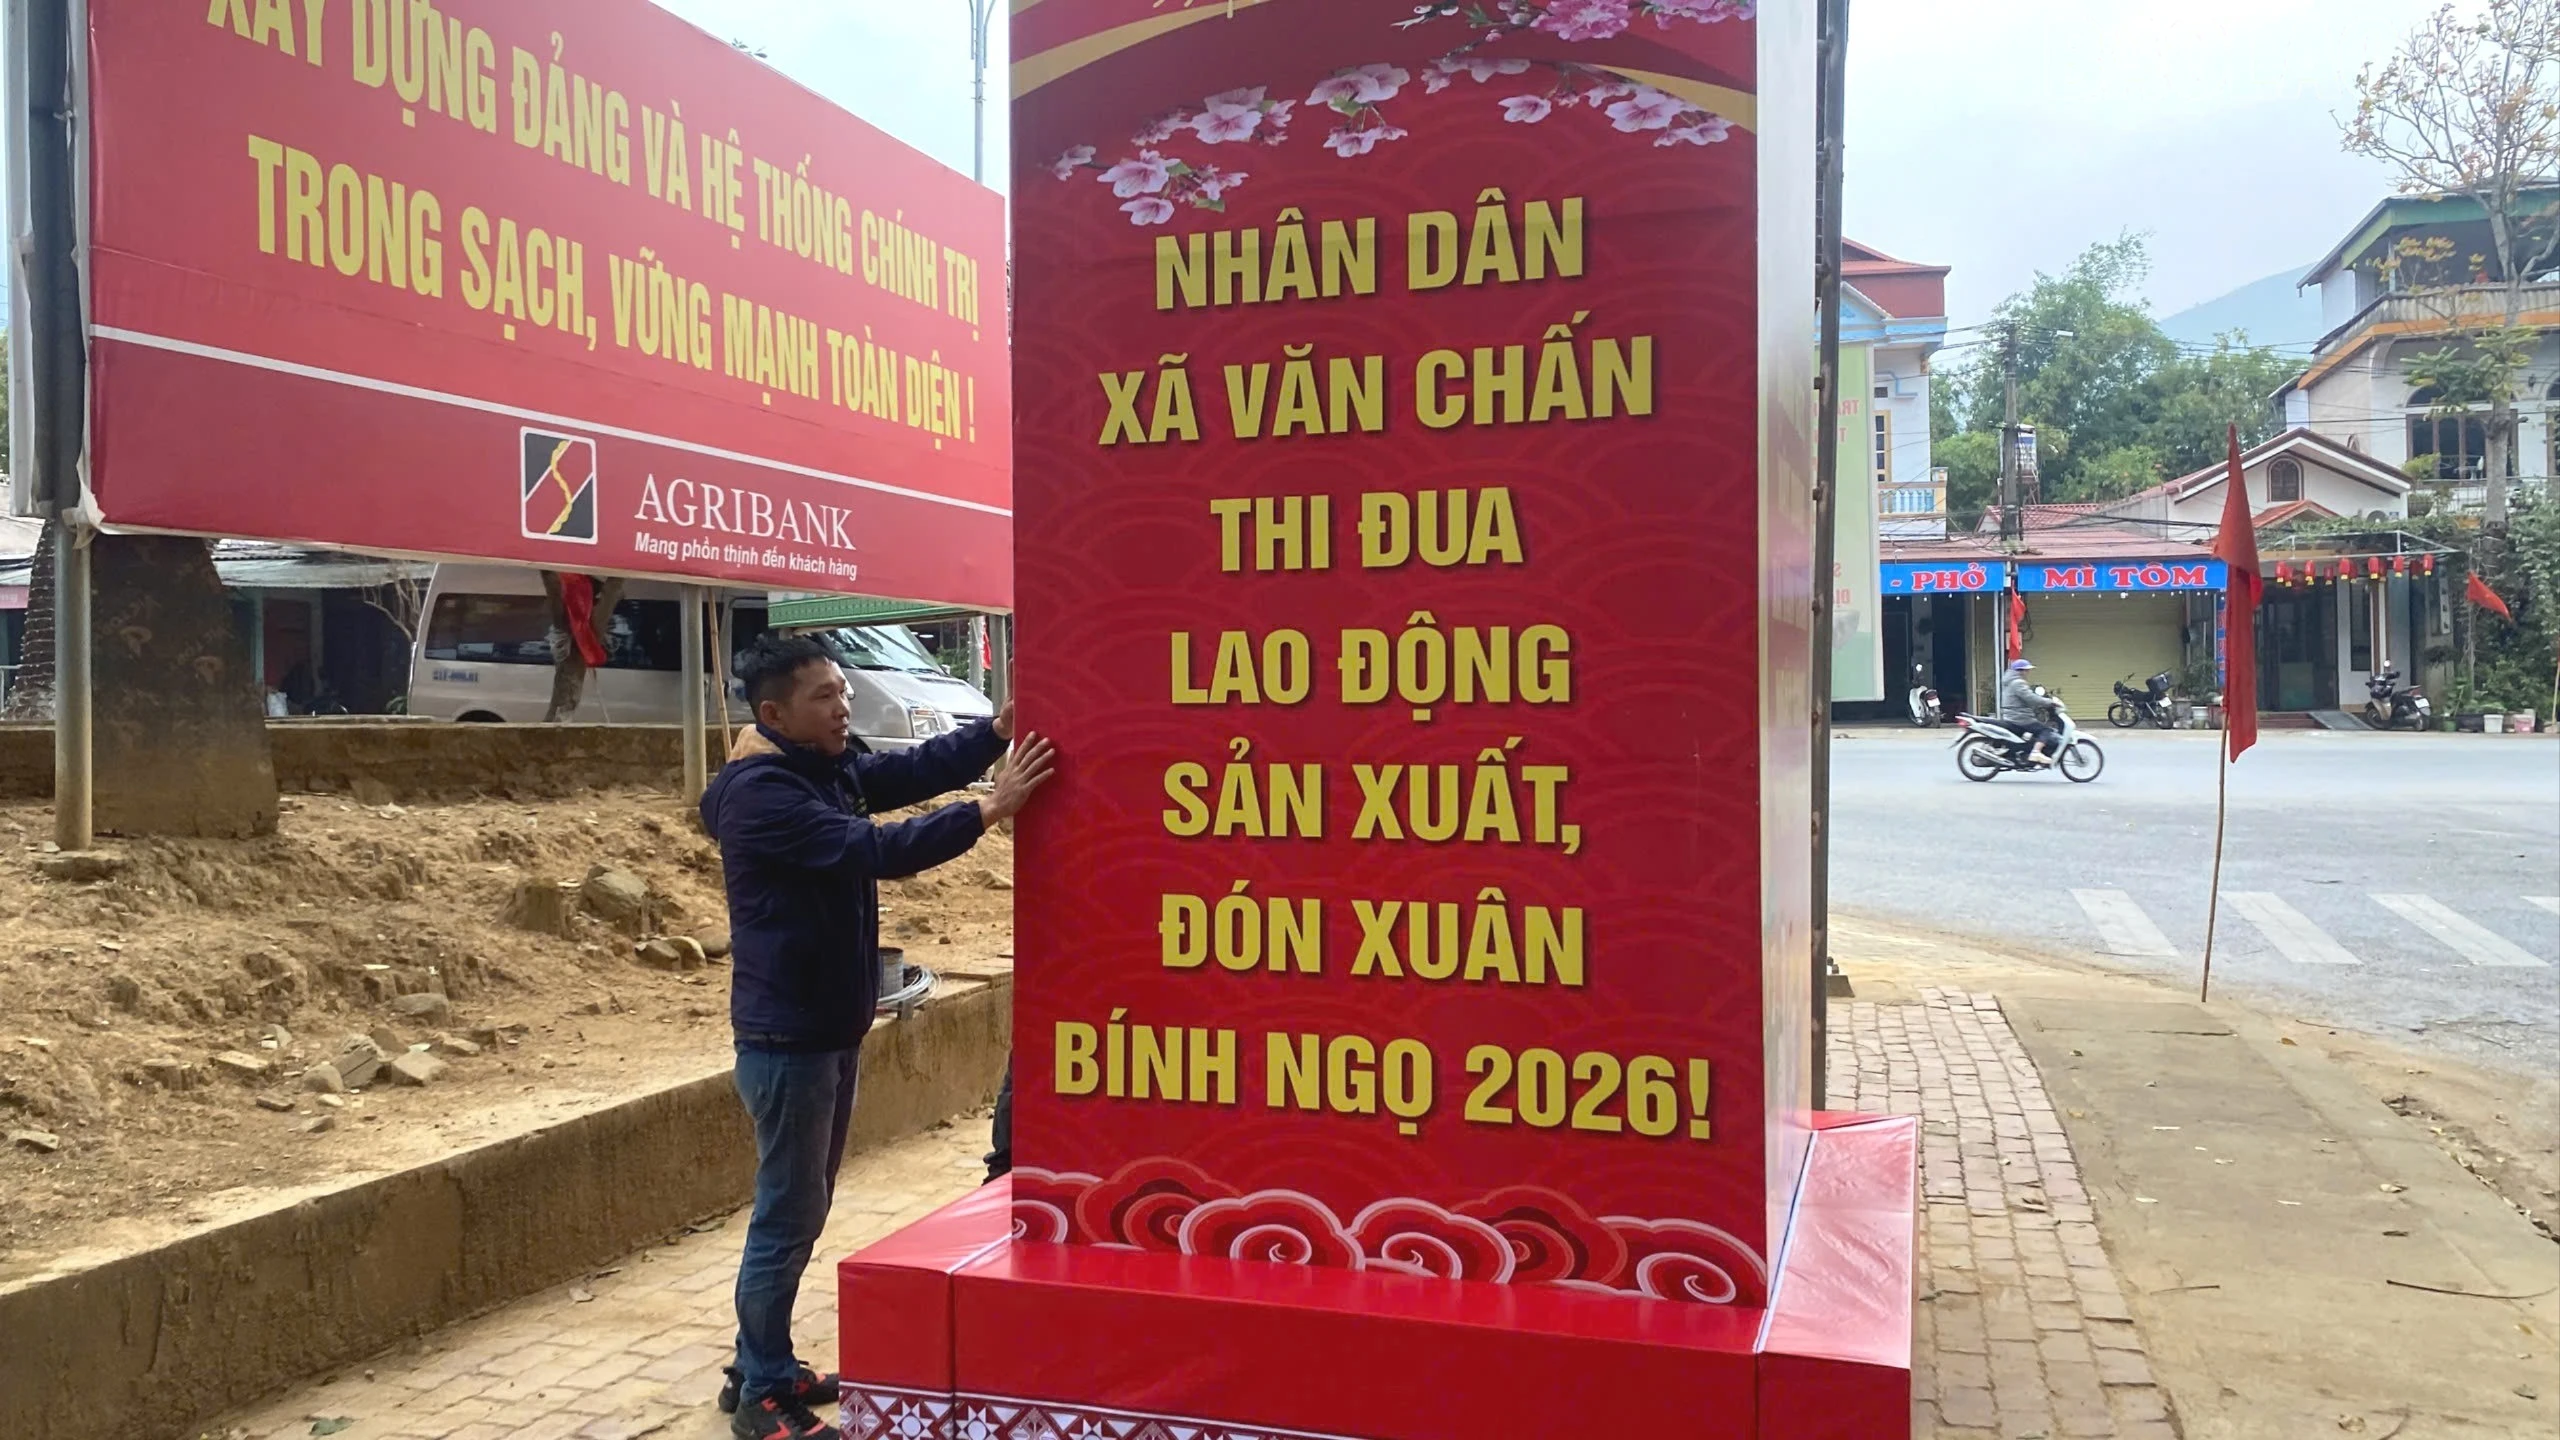 XÂY DỰNG ĐẢNG VÀ HỆ THỐNG CHÍNH TRỊ
TRONG SẠCH, VỮNG MẠNH TOÀN DIỆN !
AGRIBANK
Mang phồn thịnh đến khách hàng
NHÂN DÂN
XÃ VĂN CHẤN
THI ĐUA
LAO ĐỘNG
SẢN XUẤT,
ĐÓN XUÂN
BÍNH NGỌ 2026!
- PHỞ
MÌ TÔM